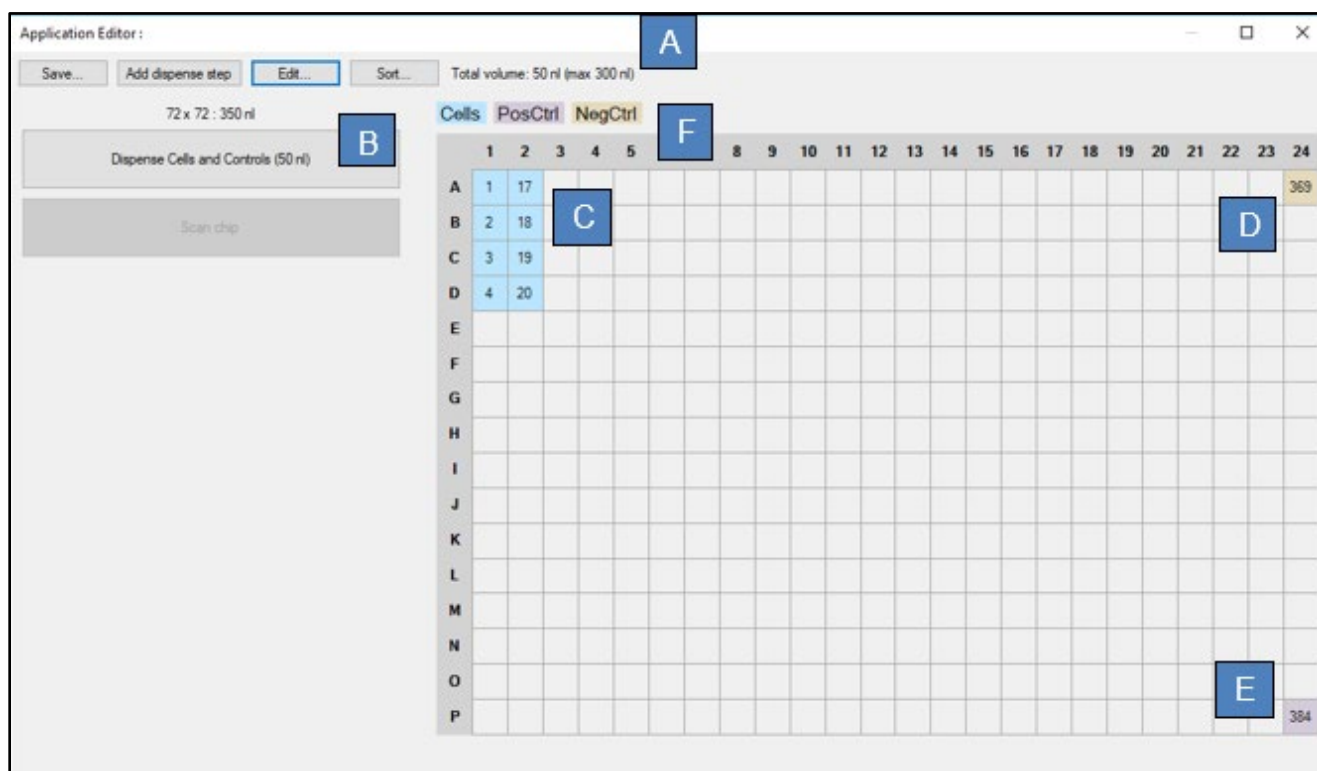 Application Editor :
A
Save... Add dispense step Edit... Sort... Total volume: 50 nl (max 300 nl)
72 x 72 : 350 nl
B
Cells PosCtrl NegCtrl
F
Dispense Cells and Controls (50 nl)
1 2 3 4 5 8 9 10 11 12 13 14 15 16 17 18 19 20 21 22 23 24
A 1 17 369
C
D
B 2 18
Scan chip
C 3 19
D 4 20
E
F
G
H
I
J
K
L
M
N
O
E
P 384